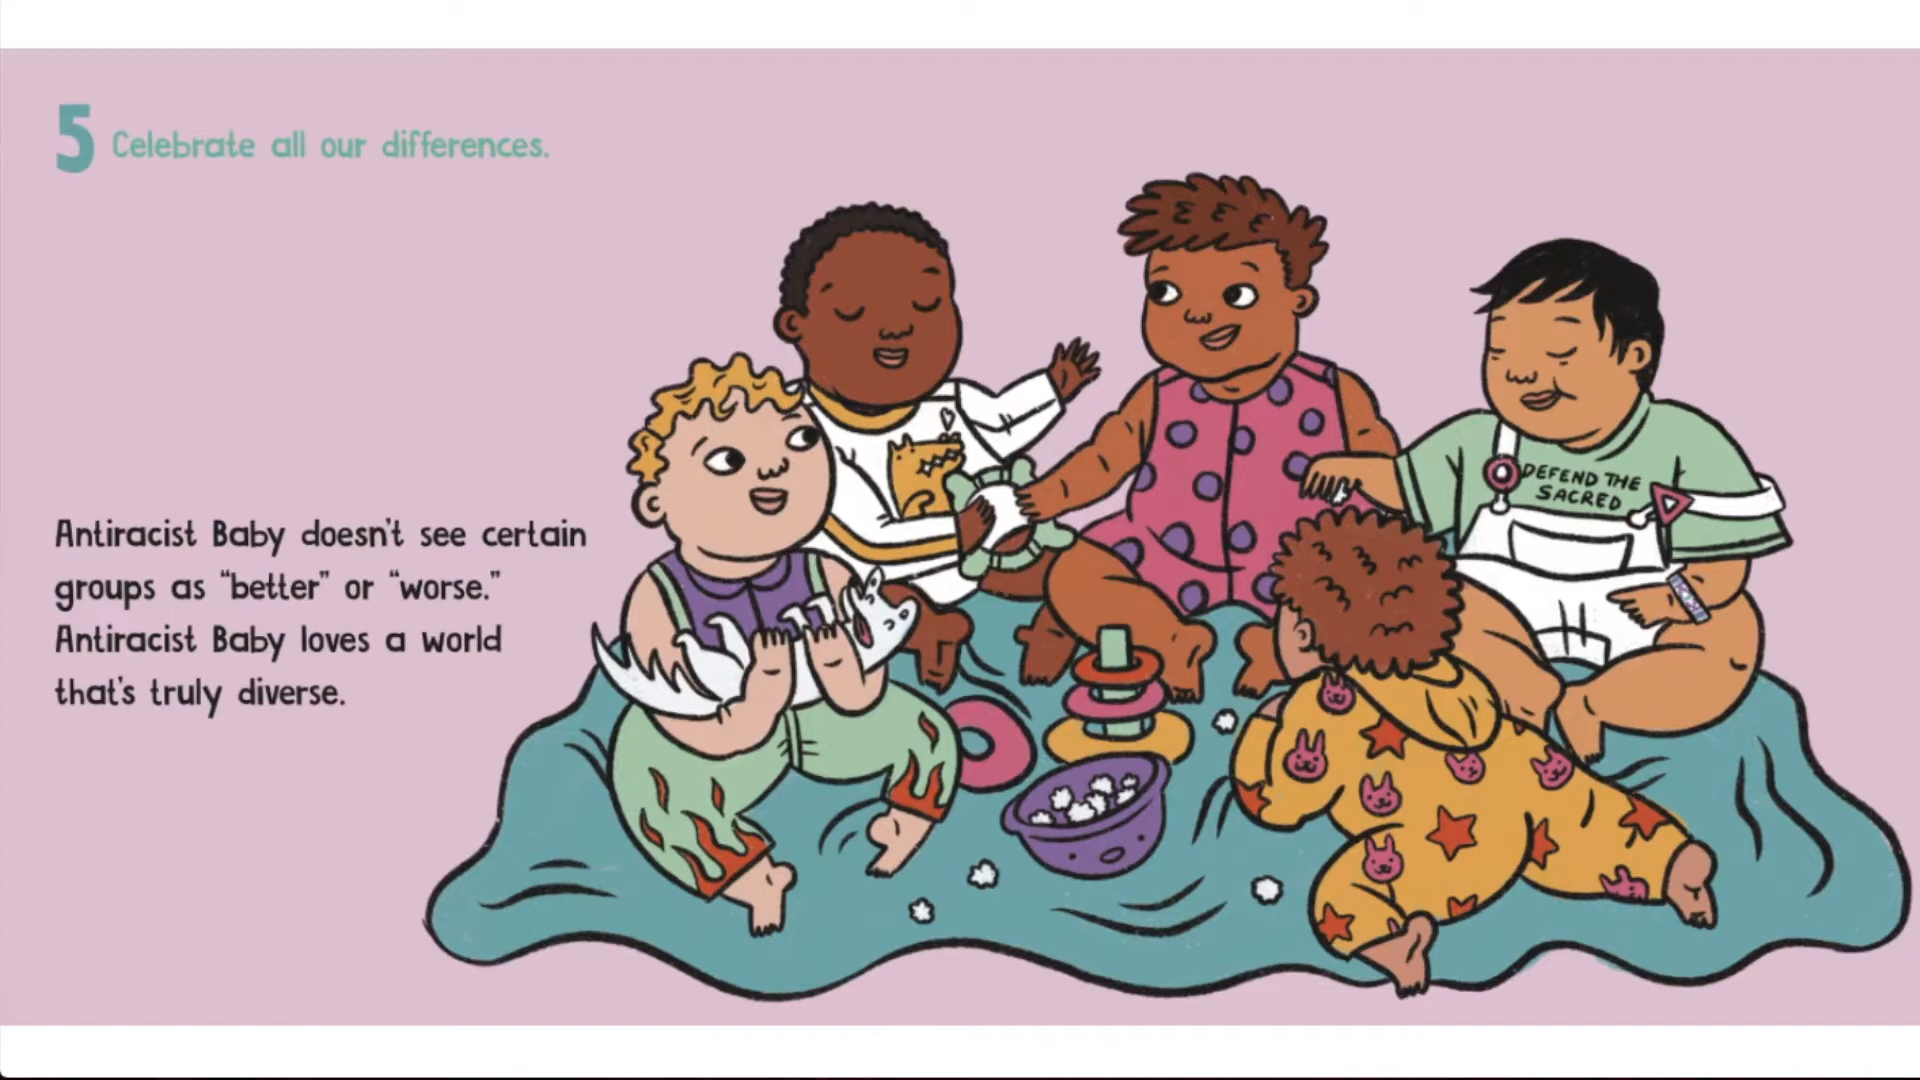 5 Celebrate all our differences.
Antiracist Baby doesn't see certain
groups as “better” or “worse.”
Antiracist Baby loves a world
that's truly diverse.
DEFEND THE
SACRED